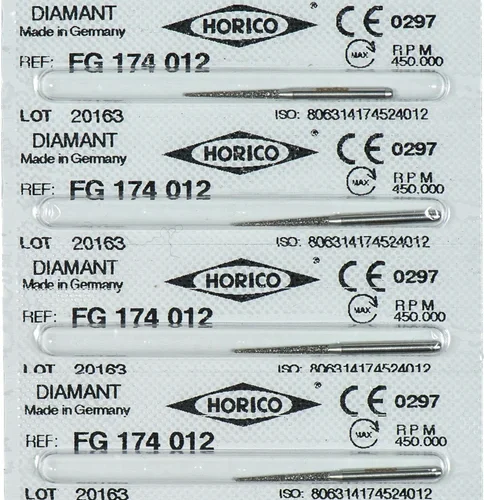 DIAMANT
Made in Germany
HORICO ®
CE 0297
REF: FG 174 012
MAX
RPM
450.000
LOT 20163
ISO: 806314174524012
DIAMANT
Made in Germany
HORICO ®
CE 0297
REF: FG 174 012
MAX
RPM
450.000
LOT 20163
ISO: 806314174524012
DIAMANT
Made in Germany
HORICO ®
CE 0297
REF: FG 174 012
MAX
RPM
450.000
LOT 20163
ISO: 806314174524012
DIAMANT
Made in Germany
HORICO ®
CE 0297
REF: FG 174 012
MAX
RPM
450.000
LOT 20163
ISO: 806314174524012